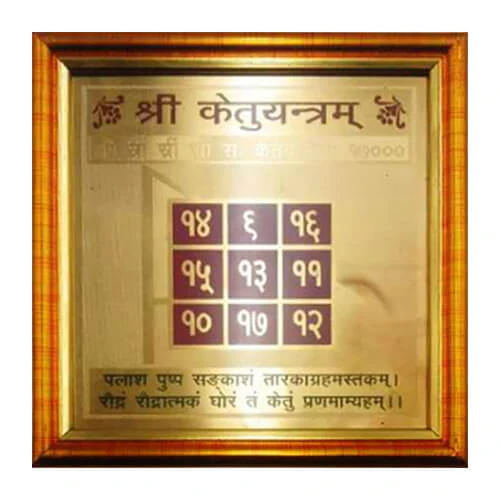 श्री केतुयन्त्रम्
१७०००
१४ ९ १६
१५ १३ ११
१० १७ १२
पलाश पुष्प सङ्काशं तारकाग्रहमस्तकम्।
रौद्रं रौद्रात्मकं घोरं तं केतुं प्रणमाम्यहम्।।